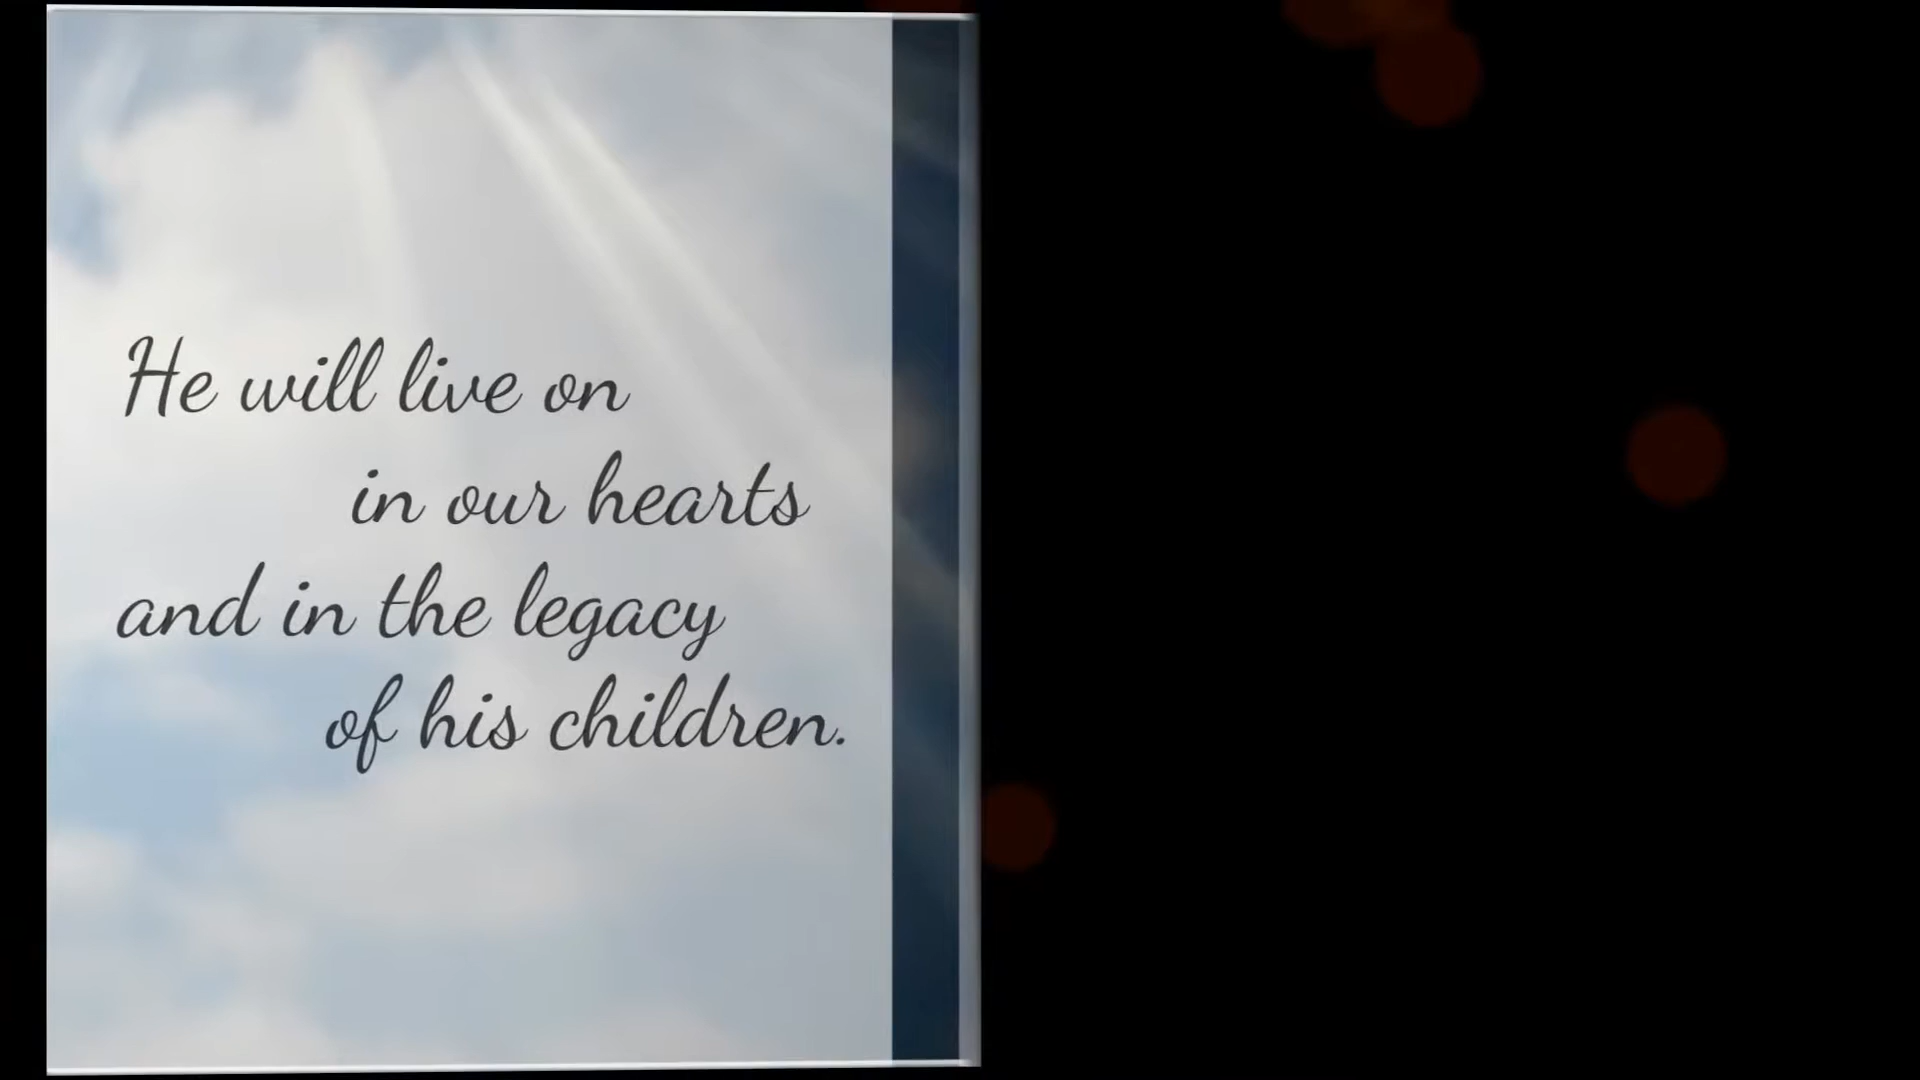 He will live on
in our hearts
and in the legacy
of his children.